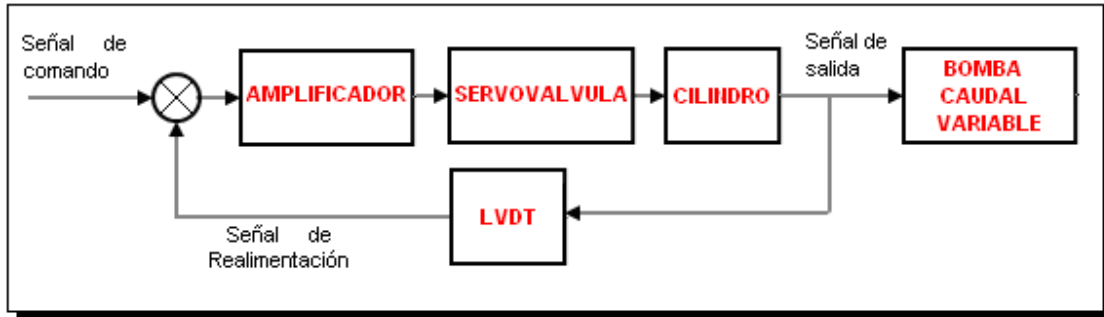 Señal de
comando
AMPLIFICADOR
SERVOVALVULA
CILINDRO
Señal de
salida
BOMBA
CAUDAL
VARIABLE
LVDT
Señal de
Realimentación